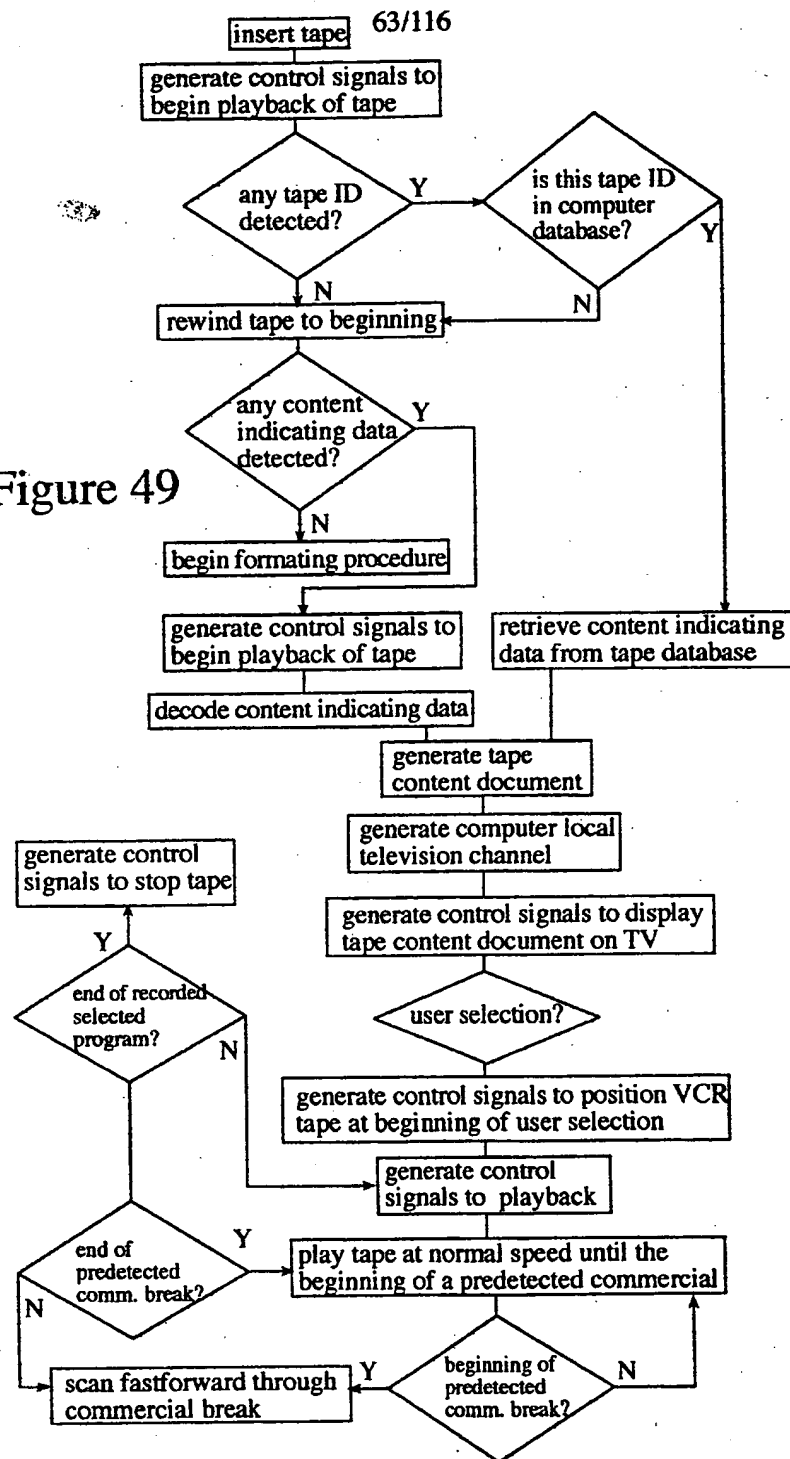 63/116
insert tape
generate control signals to
begin playback of tape
any tape ID
detected?
Y
is this tape ID
in computer
database?
Y
N
N
rewind tape to beginning
any content
indicating data
detected?
Y
Figure 49
N
begin formating procedure
generate control signals to
begin playback of tape
retrieve content indicating
data from tape database
decode content indicating data
generate tape
content document
generate computer local
television channel
generate control
signals to stop tape
generate control signals to display
tape content document on TV
Y
end of recorded
selected
program?
N
user selection?
generate control signals to position VCR
tape at beginning of user selection
generate control
signals to playback
end of
predetected
comm. break?
Y
N
play tape at normal speed until the
beginning of a predetected commercial
scan fastforward through
commercial break
Y
beginning of
predetected
comm. break?
N